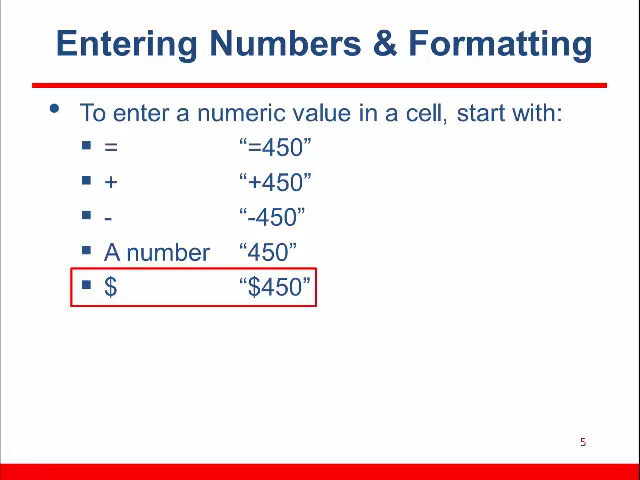 Entering Numbers & Formatting
• To enter a numeric value in a cell, start with:
▪ = “=450”
▪ + “+450”
▪ - “-450”
▪ A number “450”
▪ $ “$450”
5